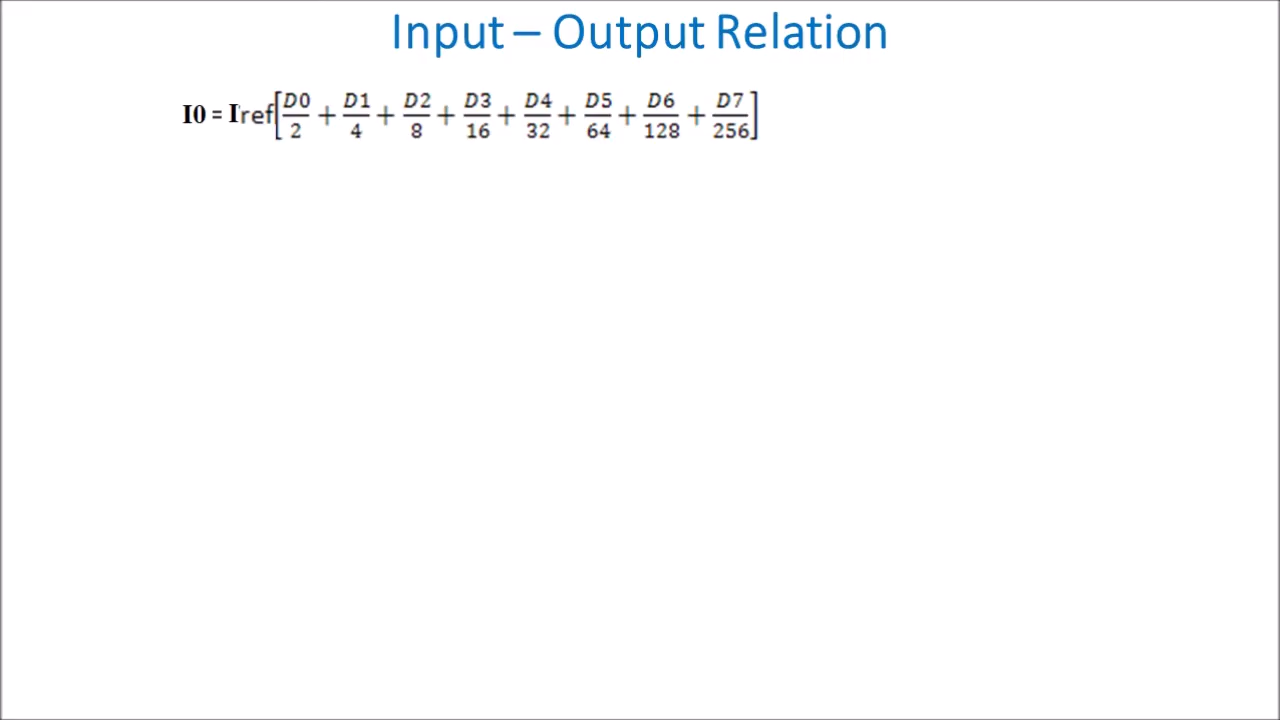 Input – Output Relation
I0 = Iref[D0/2 + D1/4 + D2/8 + D3/16 + D4/32 + D5/64 + D6/128 + D7/256]